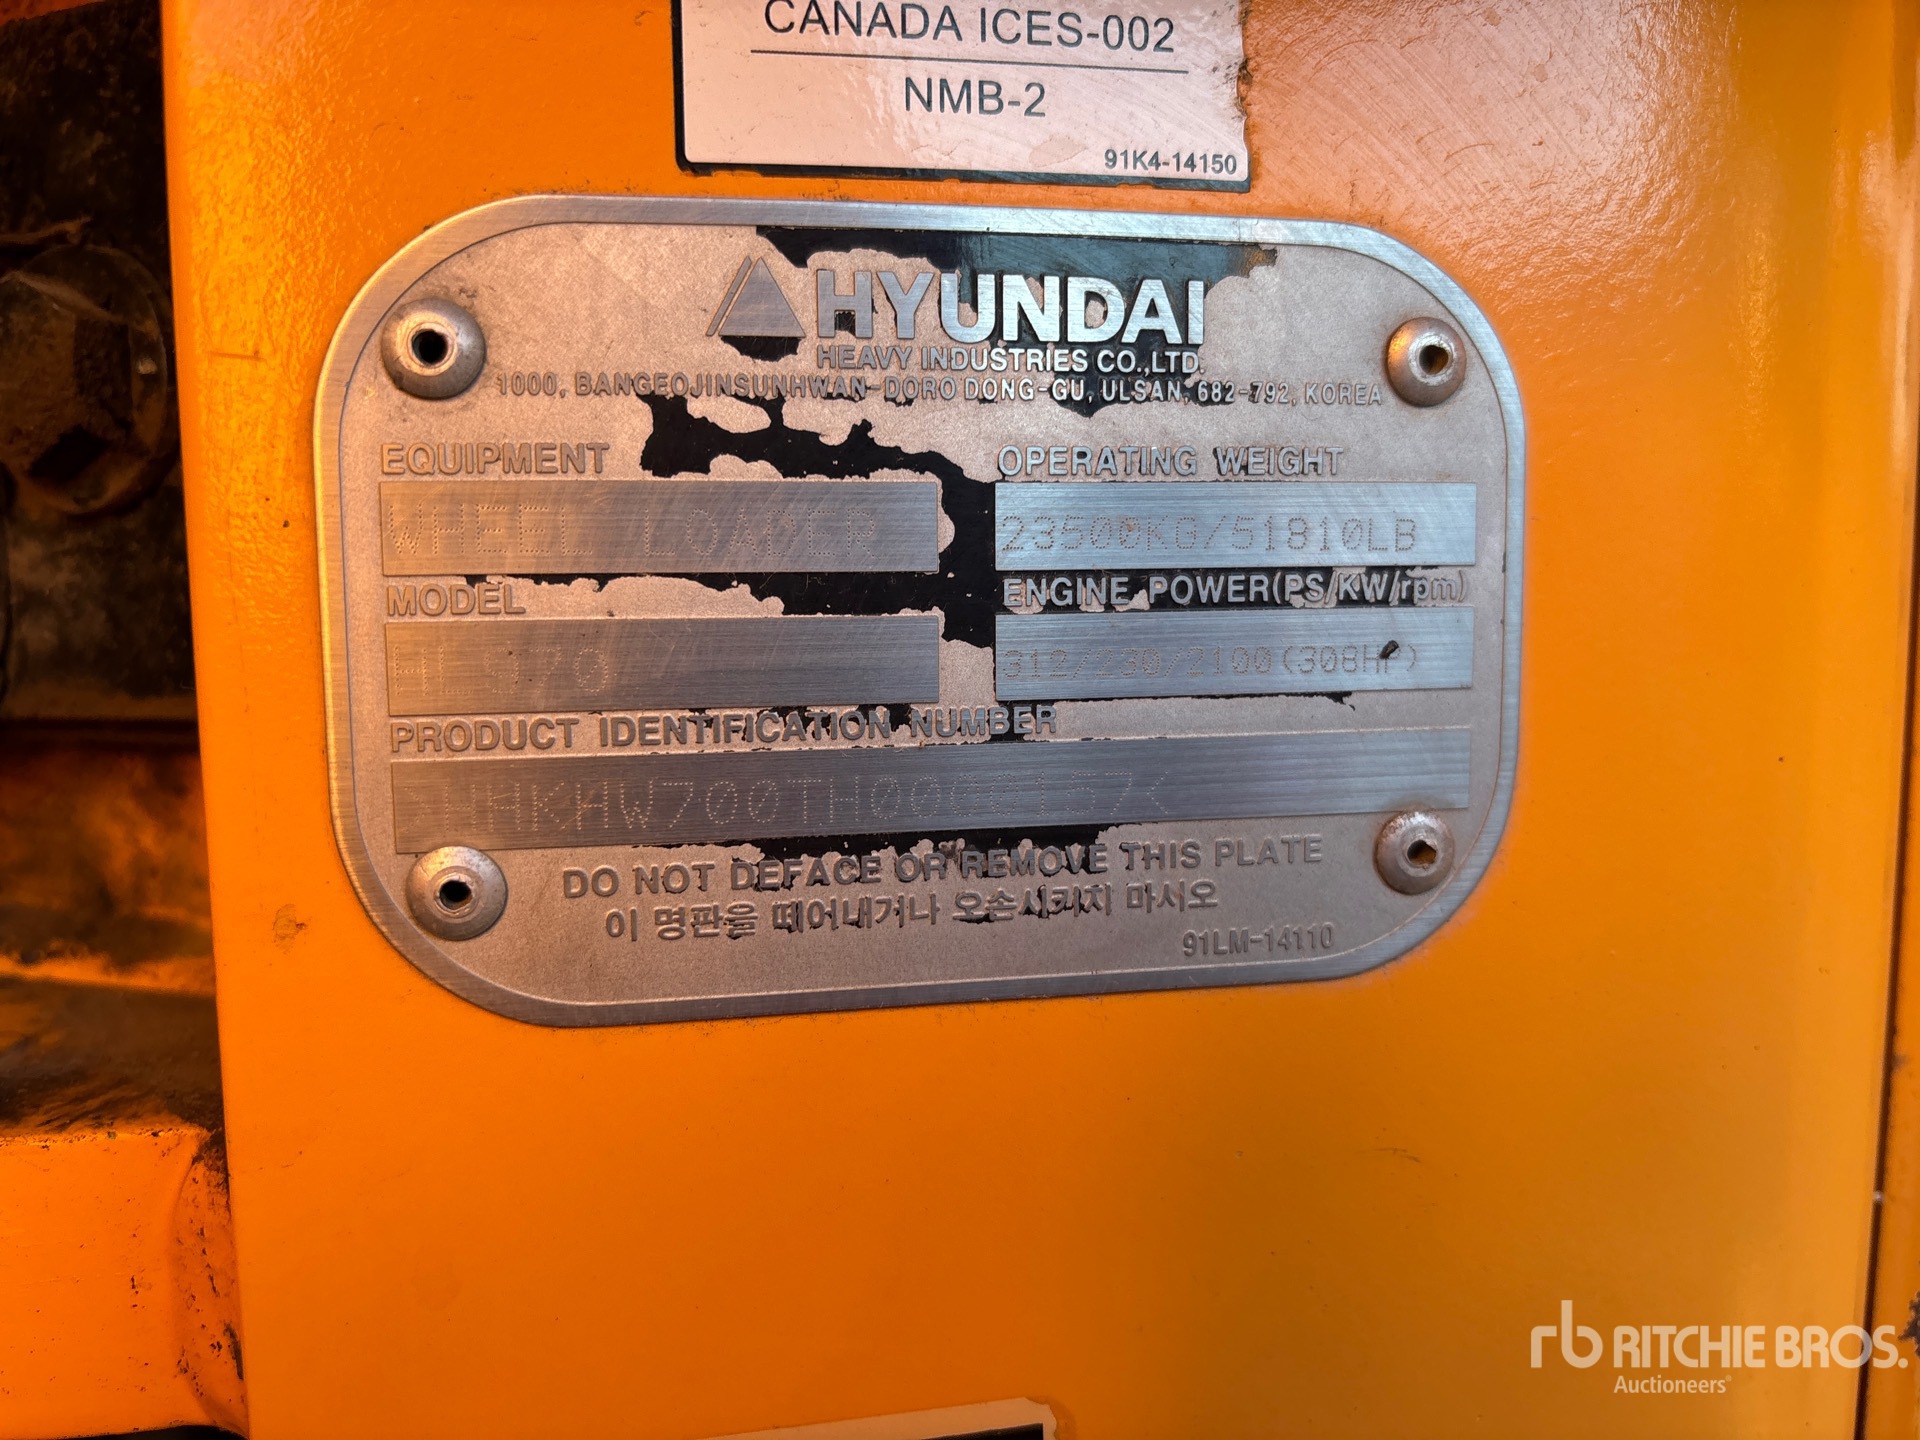 CANADA ICES-002
NMB-2
91K4-14150
HYUNDAI
HEAVY INDUSTRIES CO.,LTD.
1000, BANGEOJINSUNHWAN-DORO DONG-GU, ULSAN, 682-792, KOREA
EQUIPMENT
WHEEL LOADER
OPERATING WEIGHT
23500KG/51810LB
MODEL
HL970
ENGINE POWER(PS/KW/rpm)
312/230/2100(308HP)
PRODUCT IDENTIFICATION NUMBER
>HHKHW700TH0000157<
DO NOT DEFACE OR REMOVE THIS PLATE
이 명판을 떼어내거나 오손시키지 마시오
91LM-14110
rb RITCHIE BROS.
Auctioneers